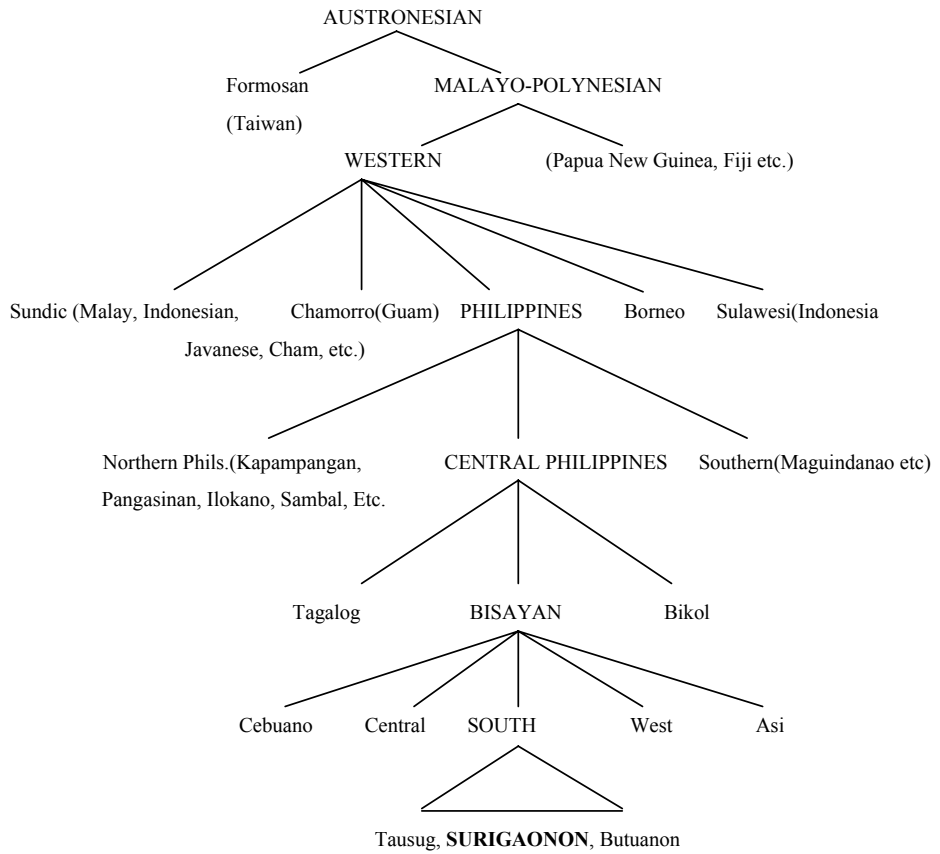 AUSTRONESIAN
Formosan MALAYO-POLYNESIAN
(Taiwan)
WESTERN (Papua New Guinea, Fiji etc.)
Sundic (Malay, Indonesian, Chamorro(Guam) PHILIPPINES Borneo Sulawesi(Indonesia
Javanese, Cham, etc.)
Northern Phils.(Kapampangan, CENTRAL PHILIPPINES Southern(Maguindanao etc)
Pangasinan, Ilokano, Sambal, Etc.
Tagalog BISAYAN Bikol
Cebuano Central SOUTH West Asi
Tausug, SURIGAONON, Butuanon